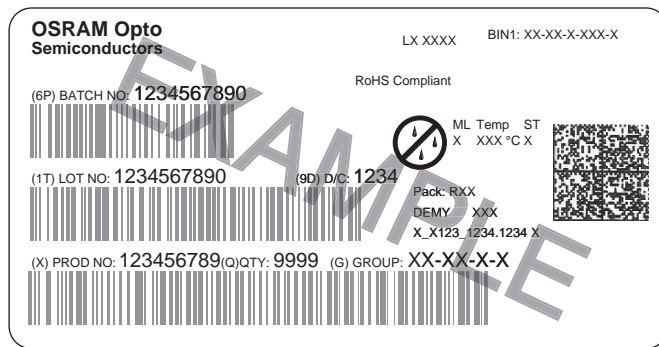 OSRAM Opto
Semiconductors
LX XXXX
BIN1: XX-XX-X-XXX-X
RoHS Compliant
(6P) BATCH NO: 1234567890
ML Temp ST
X XXX °C X
(1T) LOT NO: 1234567890
(9D) D/C: 1234
Pack: RXX
DEMY XXX
X_X123_1234.1234 X
(X) PROD NO: 123456789(Q)QTY: 9999 (G) GROUP: XX-XX-X-X
EXAMPLE